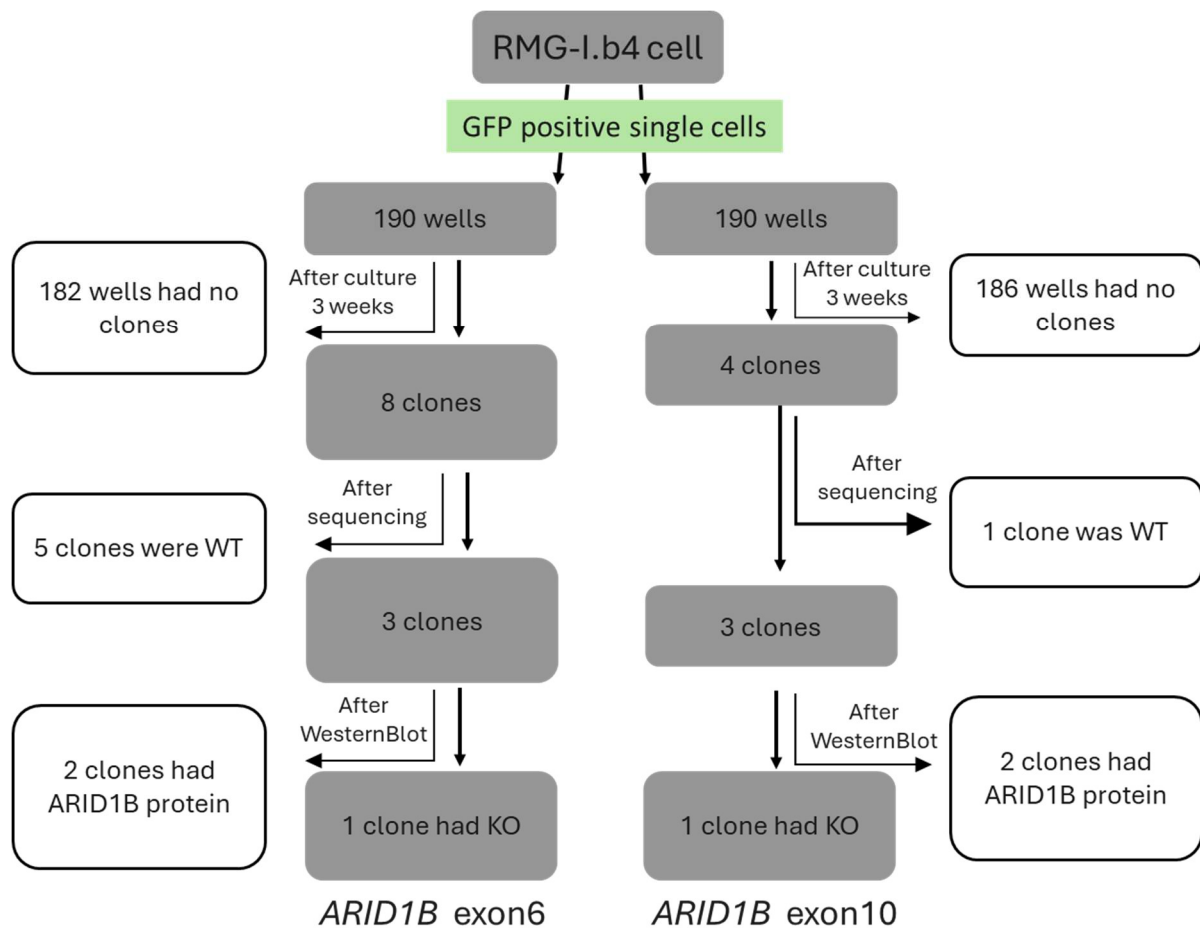 RMG-I.b4 cell
GFP positive single cells
190 wells
190 wells
182 wells had no
clones
After culture
3 weeks
After culture
3 weeks
186 wells had no
clones
8 clones
4 clones
5 clones were WT
After
sequencing
After
sequencing
1 clone was WT
3 clones
3 clones
2 clones had
ARID1B protein
After
WesternBlot
After
WesternBlot
2 clones had
ARID1B protein
1 clone had KO
1 clone had KO
ARID1B exon6
ARID1B exon10